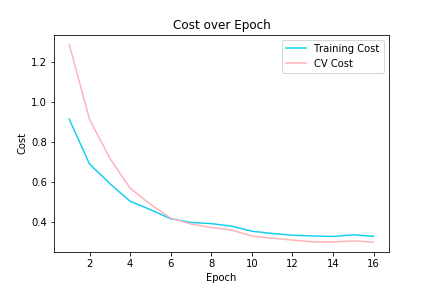 Cost over Epoch
Training Cost
CV Cost
Cost
1.2
1.0
0.8
0.6
0.4
2 4 6 8 10 12 14 16
Epoch